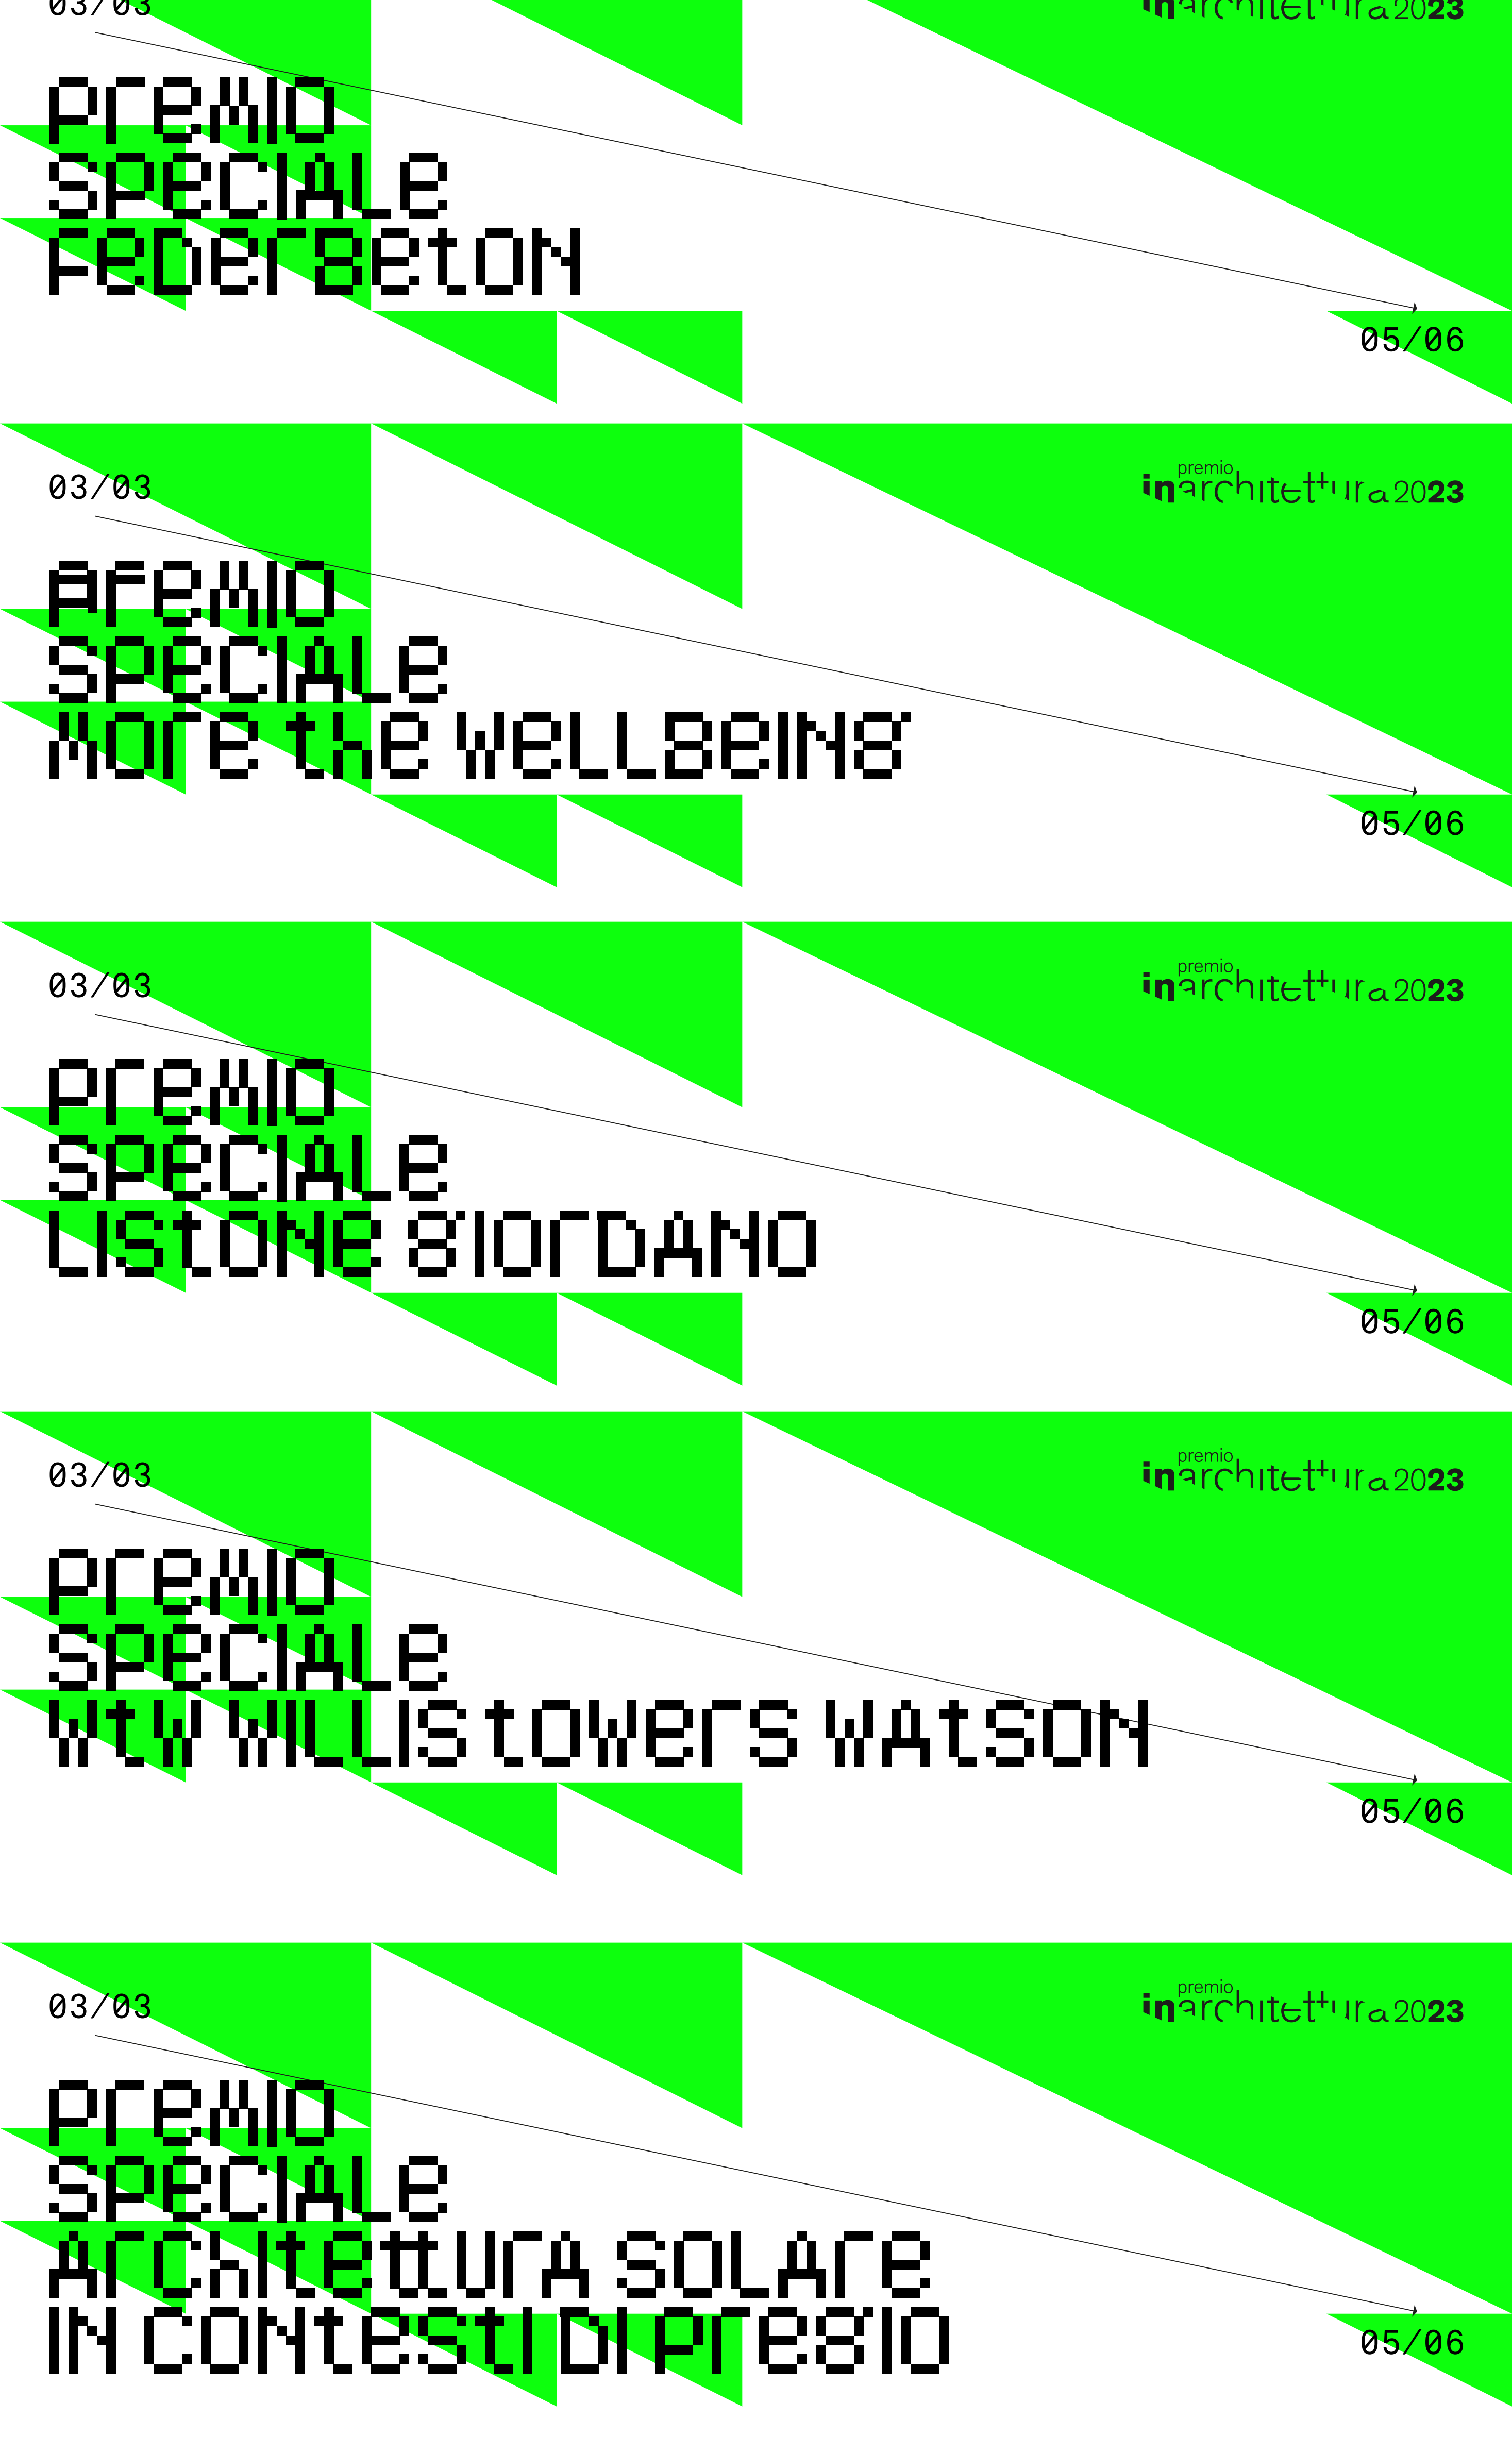 03/03
inarchitettura2023
PreMIO
SPeCIALe
FeDerBetON
05/06
03/03
premio
inarchitettura2023
PreMIO
SPeCIALe
MOre the WeLLBeING
05/06
03/03
premio
inarchitettura2023
PreMIO
SPeCIALe
LIStONe GIOrDANO
05/06
03/03
premio
inarchitettura2023
PreMIO
SPeCIALe
WtW WILLIS tOWerS WAtSON
05/06
03/03
premio
inarchitettura2023
PreMIO
SPeCIALe
ArChItettUrA SOLAre
IN CONteStI DI PreGIO
05/06